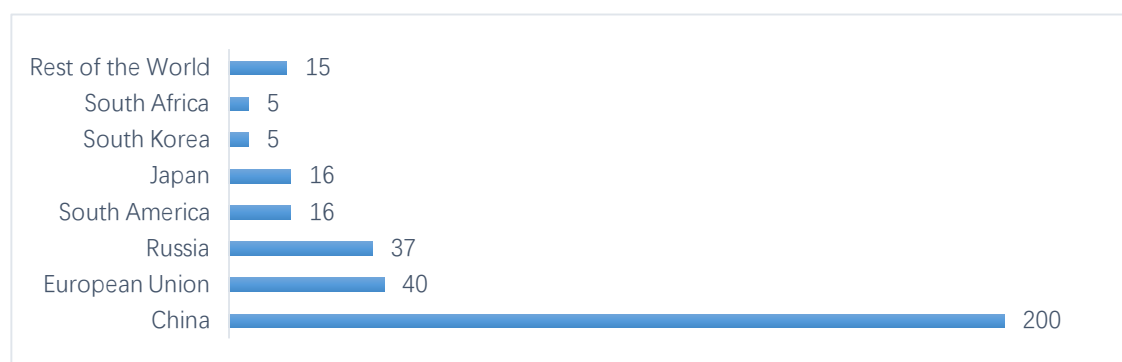 Rest of the World 15
South Africa 5
South Korea 5
Japan 16
South America 16
Russia 37
European Union 40
China 200